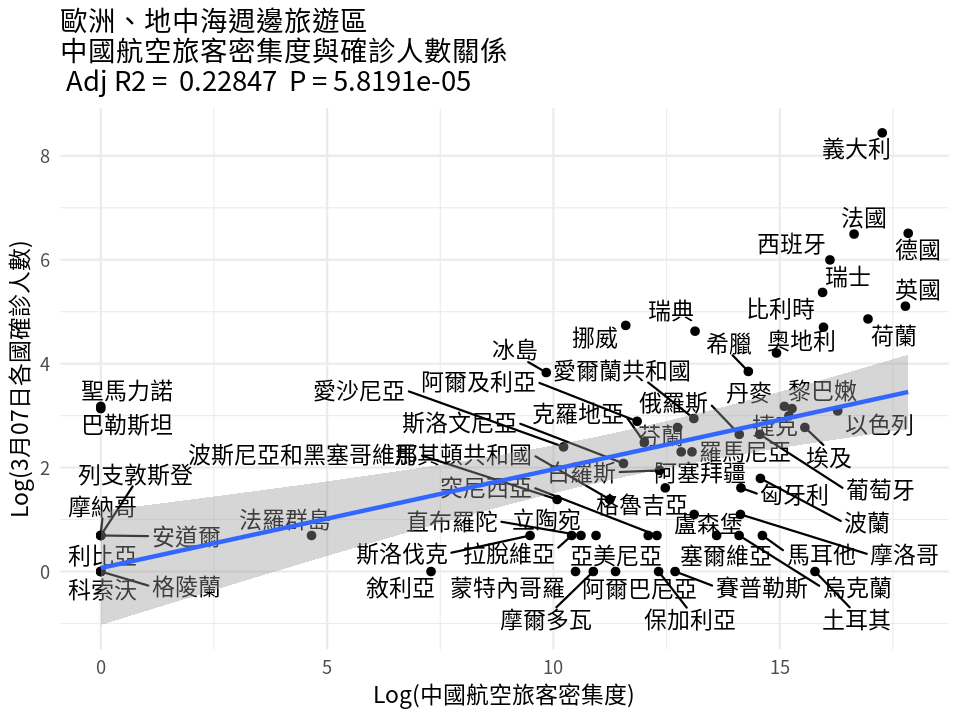 歐洲、地中海週邊旅遊區
中國航空旅客密集度與確診人數關係
Adj R2 = 0.22847 P = 5.8191e-05
Log(3月07日各國確診人數)
8
6
4
2
0
義大利
法國
德國
西班牙
瑞士
英國
比利時
荷蘭
奧地利
瑞典
挪威
希臘
冰島
愛爾蘭共和國
聖馬力諾
巴勒斯坦
愛沙尼亞
阿爾及利亞
丹麥
黎巴嫩
俄羅斯
克羅地亞
斯洛文尼亞
芬蘭
捷克
以色列
波斯尼亞和黑塞哥維那
其頓共和國
羅馬尼亞
埃及
列支敦斯登
白羅斯
阿塞拜疆
葡萄牙
摩納哥
突尼西亞
格魯吉亞
匈牙利
安道爾
法羅群島
直布羅陀
立陶宛
盧森堡
波蘭
利比亞
斯洛伐克
拉脫維亞
亞美尼亞
塞爾維亞
馬耳他
摩洛哥
科索沃
格陵蘭
敘利亞
蒙特內哥羅
阿爾巴尼亞
賽普勒斯
烏克蘭
摩爾多瓦
保加利亞
土耳其
0
5
10
15
Log(中國航空旅客密集度)